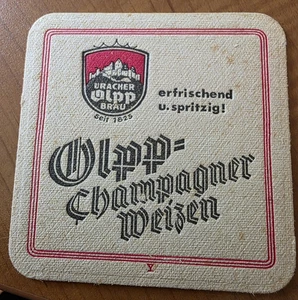 URACHER
Olpp
BRÄU
seit 1825
erfrischend
u. spritzig!
Olpp-
Champagner
Weizen
V